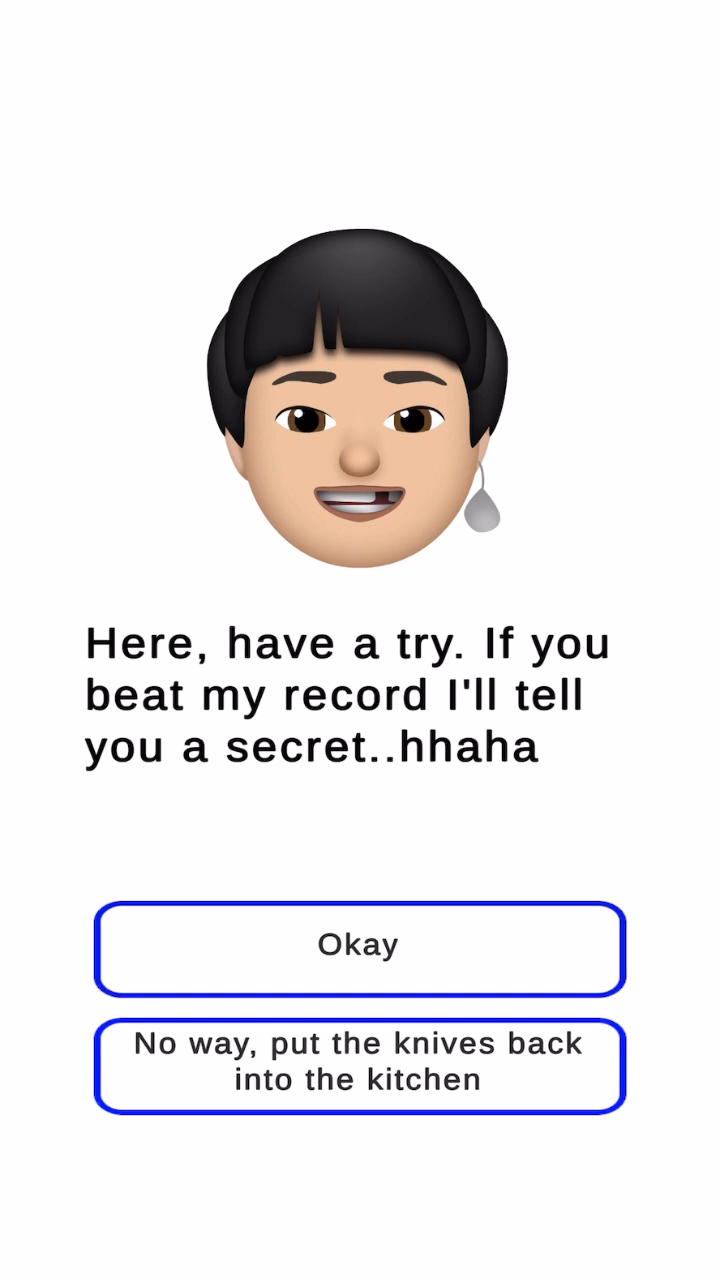 Here, have a try. If you
beat my record I'll tell
you a secret..hhaha
Okay
No way, put the knives back
into the kitchen